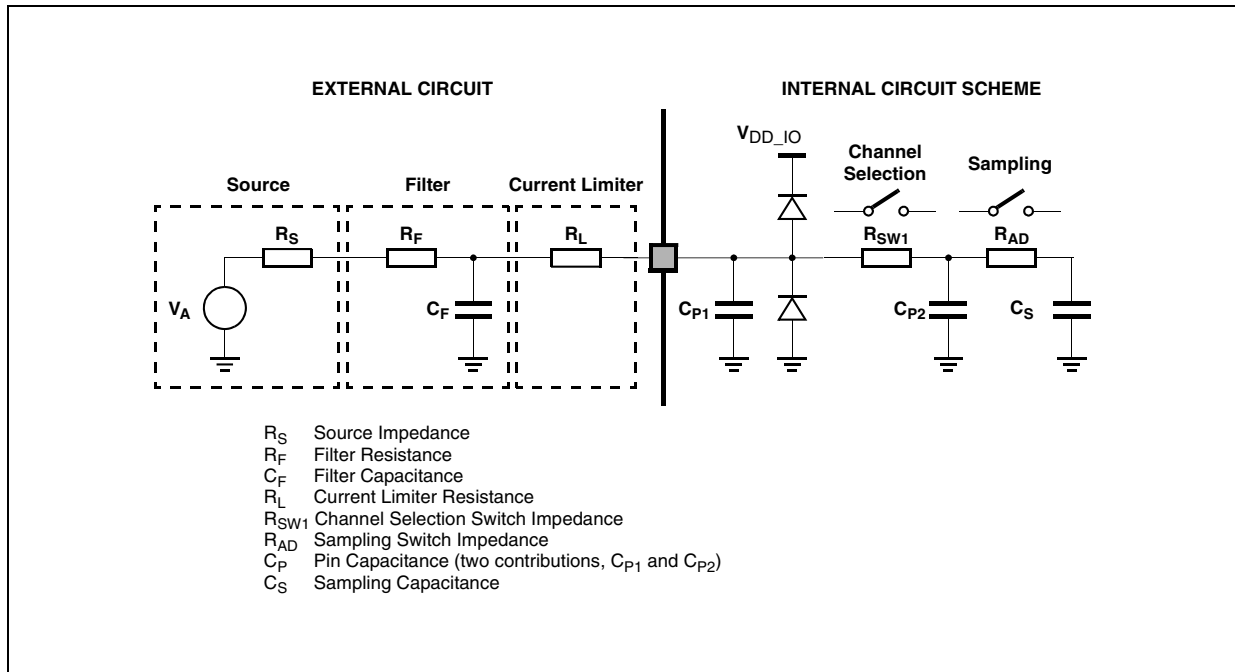 EXTERNAL CIRCUIT
INTERNAL CIRCUIT SCHEME
VDD_IO
Channel
Selection
Sampling
Source
Filter
Current Limiter
RS
RF
RL
RSW1
RAD
VA
CF
CP1
CP2
CS
RS Source Impedance
RF Filter Resistance
CF Filter Capacitance
RL Current Limiter Resistance
RSW1 Channel Selection Switch Impedance
RAD Sampling Switch Impedance
CP Pin Capacitance (two contributions, CP1 and CP2)
CS Sampling Capacitance